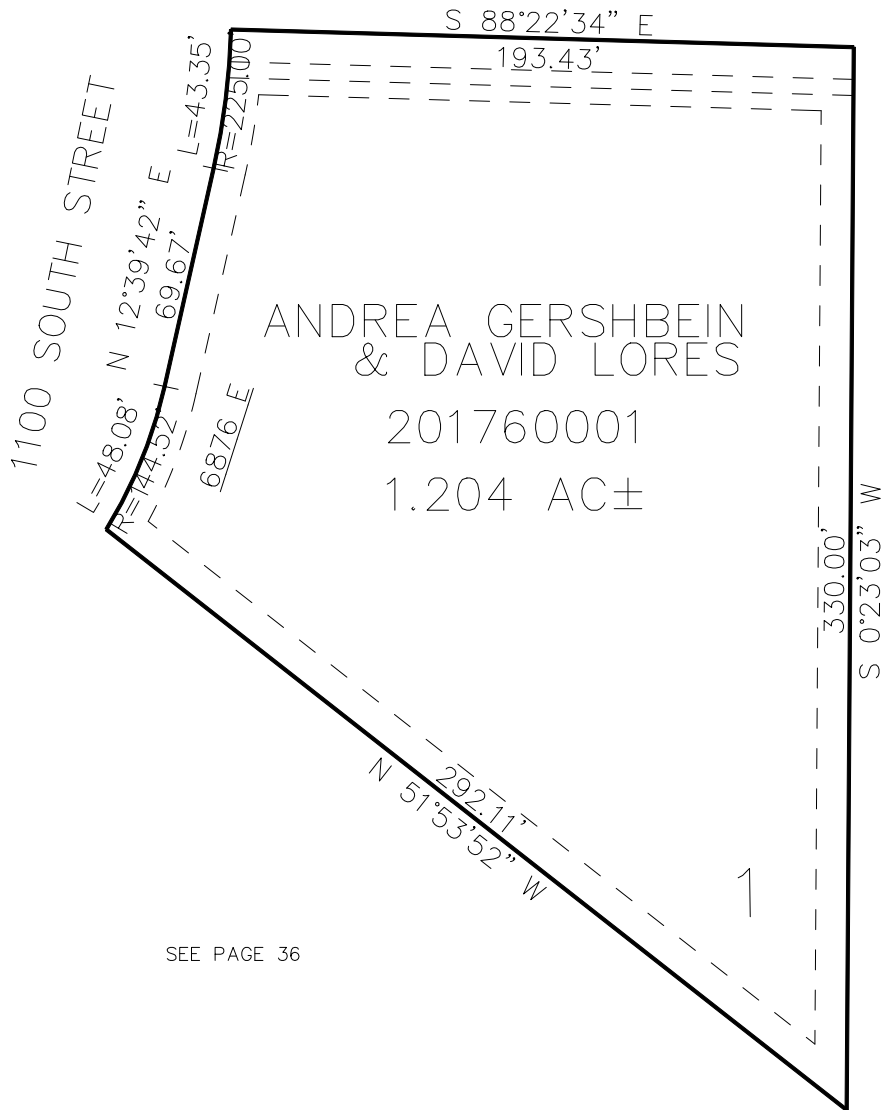 S 88°22'34" E
193.43'
L=43.35'
R=225.00
1100 SOUTH STREET
N 12°39'42" E
69.67'
ANDREA GERSHBEIN
& DAVID LORES
201760001
1.204 AC±
6876 E
L=48.08'
R=144.52
330.00'
S 0°23'03" W
292.11'
N 51°53'52" W
1
SEE PAGE 36